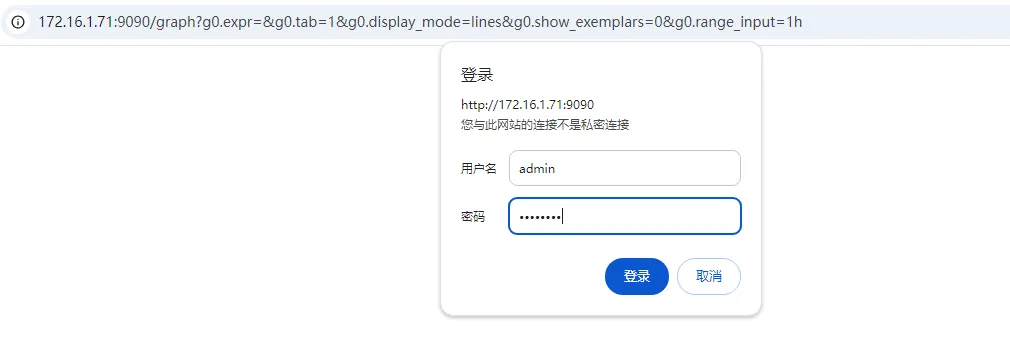 172.16.1.71:9090/graph?g0.expr=&g0.tab=1&g0.display_mode=lines&g0.show_exemplars=0&g0.range_input=1h
登录
http://172.16.1.71:9090
您与此网站的连接不是私密连接
用户名 admin
密码 ••••••••
登录 取消